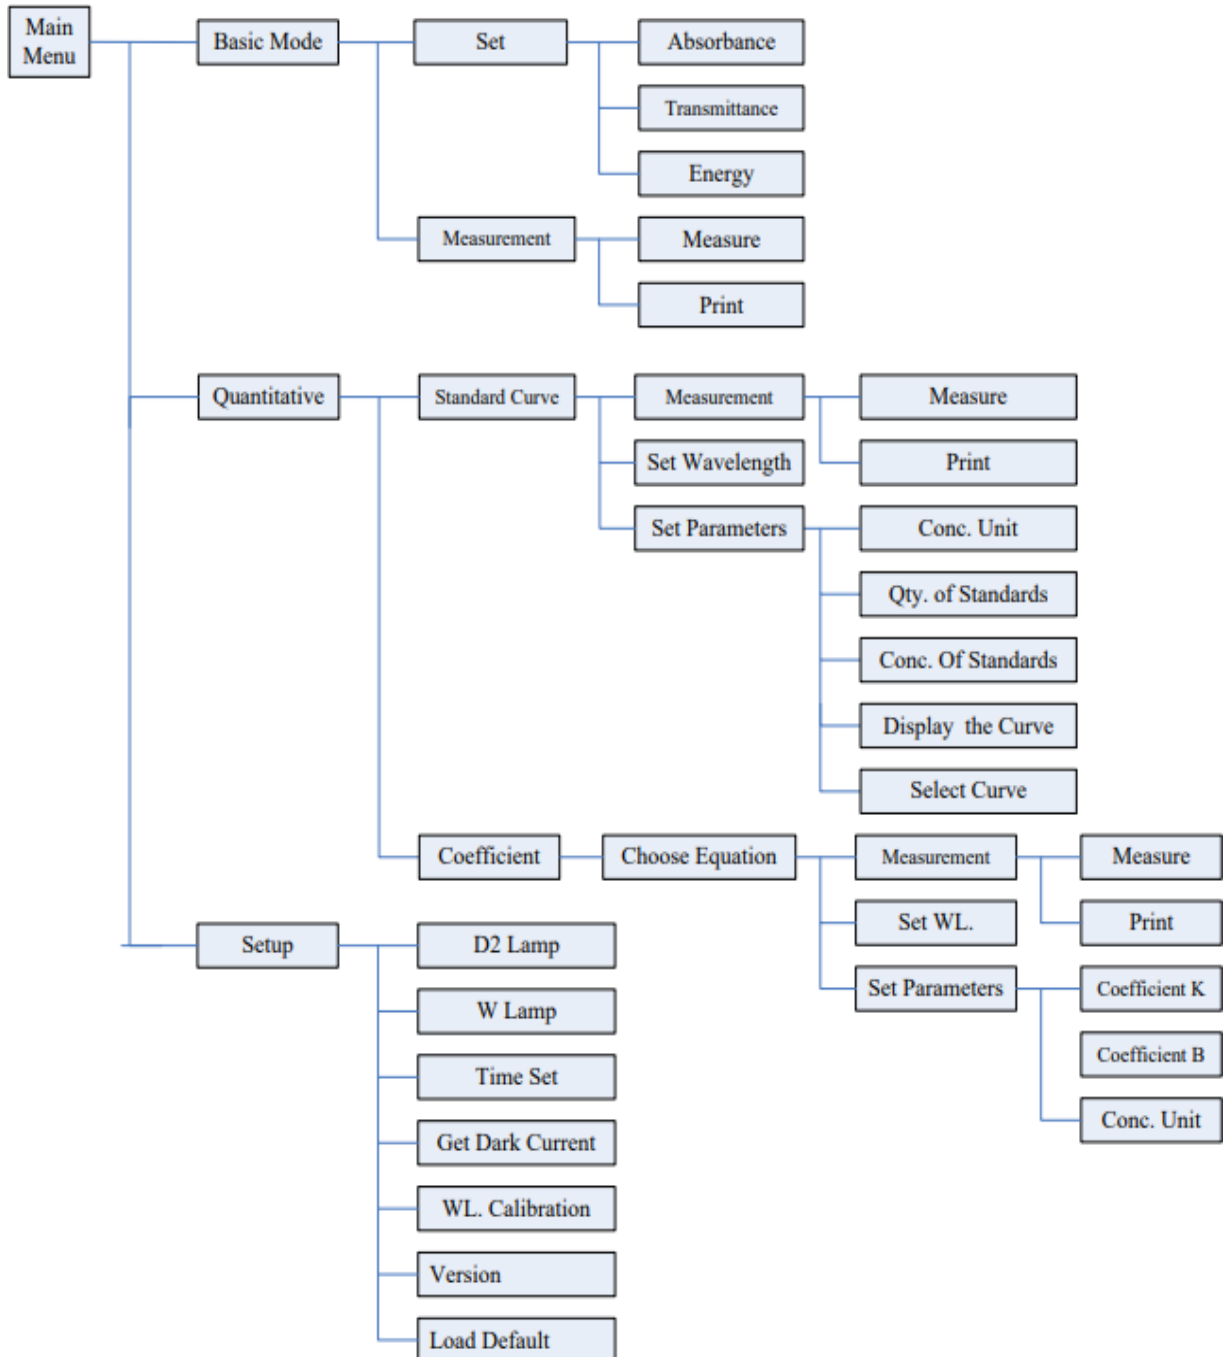 Main
Menu
Basic Mode
Set
Absorbance
Transmittance
Energy
Measurement
Measure
Print
Quantitative
Standard Curve
Measurement
Measure
Set Wavelength
Print
Set Parameters
Conc. Unit
Qty. of Standards
Conc. Of Standards
Display the Curve
Select Curve
Coefficient
Choose Equation
Measurement
Measure
Set WL.
Print
Set Parameters
Coefficient K
Coefficient B
Conc. Unit
Setup
D2 Lamp
W Lamp
Time Set
Get Dark Current
WL. Calibration
Version
Load Default